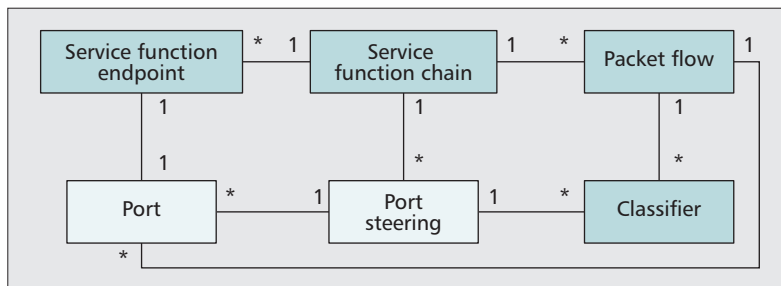 Service function
endpoint
* 1
Service
function chain
1 *
Packet flow
1
1
1
1
*
1
*
Port
* 1
Port
steering
1 *
Classifier
*